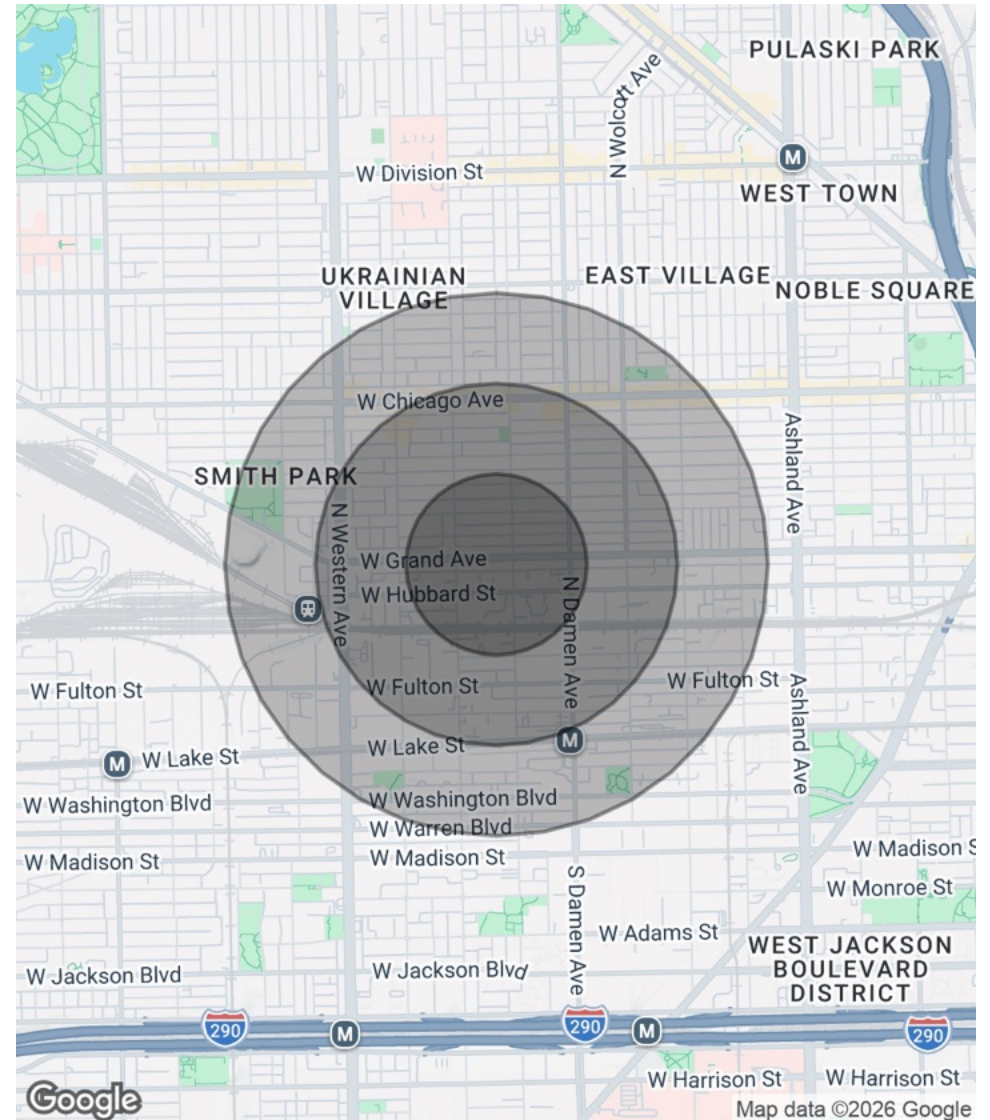 PULASKI PARK
N Wolcott Ave
W Division St
WEST TOWN
UKRAINIAN
VILLAGE
EAST VILLAGE
NOBLE SQUARE
W Chicago Ave
Ashland Ave
SMITH PARK
N Western Ave
W Grand Ave
W Hubbard St
N Damen Ave
W Fulton St
W Fulton St
W Fulton St
Ashland Ave
W Lake St
M
W Lake St
M
M
W Washington Blvd
W Washington Blvd
W Warren Blvd
W Madison St
W Madison St
W Madison S
W Monroe St
S Damen Ave
W Adams St
WEST JACKSON
BOULEVARD
DISTRICT
W Jackson Blvd
W Jackson Blvd
290
M
290
M
290
W Harrison St
W Harrison St
Google
Map data ©2026 Google